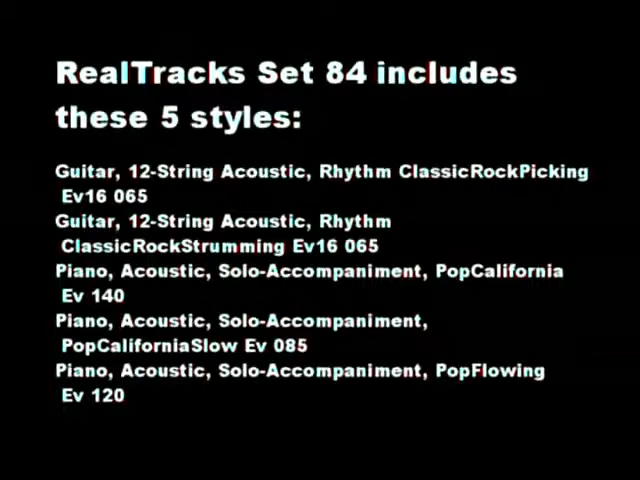 RealTracks Set 84 includes
these 5 styles:
Guitar, 12-String Acoustic, Rhythm ClassicRockPicking
Ev16 065
Guitar, 12-String Acoustic, Rhythm
ClassicRockStrumming Ev16 065
Piano, Acoustic, Solo-Accompaniment, PopCalifornia
Ev 140
Piano, Acoustic, Solo-Accompaniment,
PopCaliforniaSlow Ev 085
Piano, Acoustic, Solo-Accompaniment, PopFlowing
Ev 120